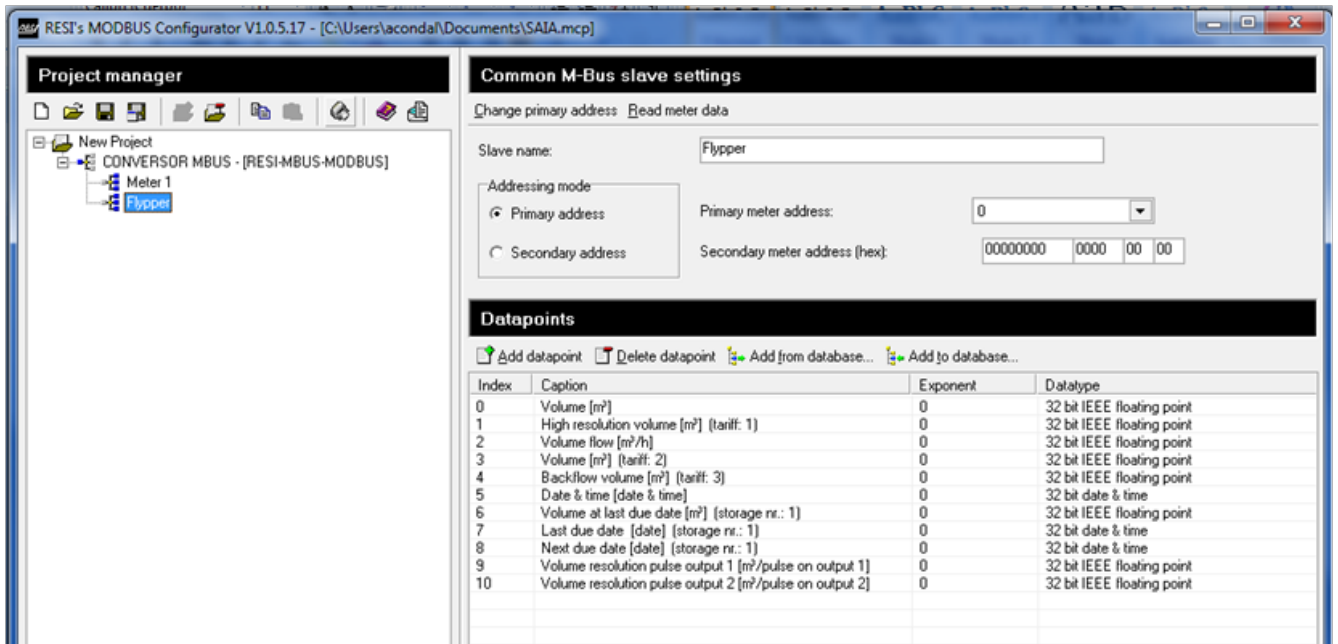 RESI's MODBUS Configurator V1.0.5.17 - [C:\Users\acondal\Documents\SAIA.mcp]
Project manager
New Project
CONVERSOR MBUS - [RESI-MBUS-MODBUS]
Meter 1
Flypper
Common M-Bus slave settings
Change primary address Read meter data
Slave name: Flypper
Addressing mode
Primary address
Secondary address
Primary meter address: 0
Secondary meter address (hex): 00000000 0000 00 00
Datapoints
Add datapoint Delete datapoint Add from database... Add to database...
Index Caption Exponent Datatype
0 Volume [m³] 0 32 bit IEEE floating point
1 High resolution volume [m³] (tariff: 1) 0 32 bit IEEE floating point
2 Volume flow [m³/h] 0 32 bit IEEE floating point
3 Volume [m³] (tariff: 2) 0 32 bit IEEE floating point
4 Backflow volume [m³] (tariff: 3) 0 32 bit IEEE floating point
5 Date & time [date & time] 0 32 bit date & time
6 Volume at last due date [m³] (storage nr.: 1) 0 32 bit IEEE floating point
7 Last due date [date] (storage nr.: 1) 0 32 bit date & time
8 Next due date [date] (storage nr.: 1) 0 32 bit date & time
9 Volume resolution pulse output 1 [m³/pulse on output 1] 0 32 bit IEEE floating point
10 Volume resolution pulse output 2 [m³/pulse on output 2] 0 32 bit IEEE floating point